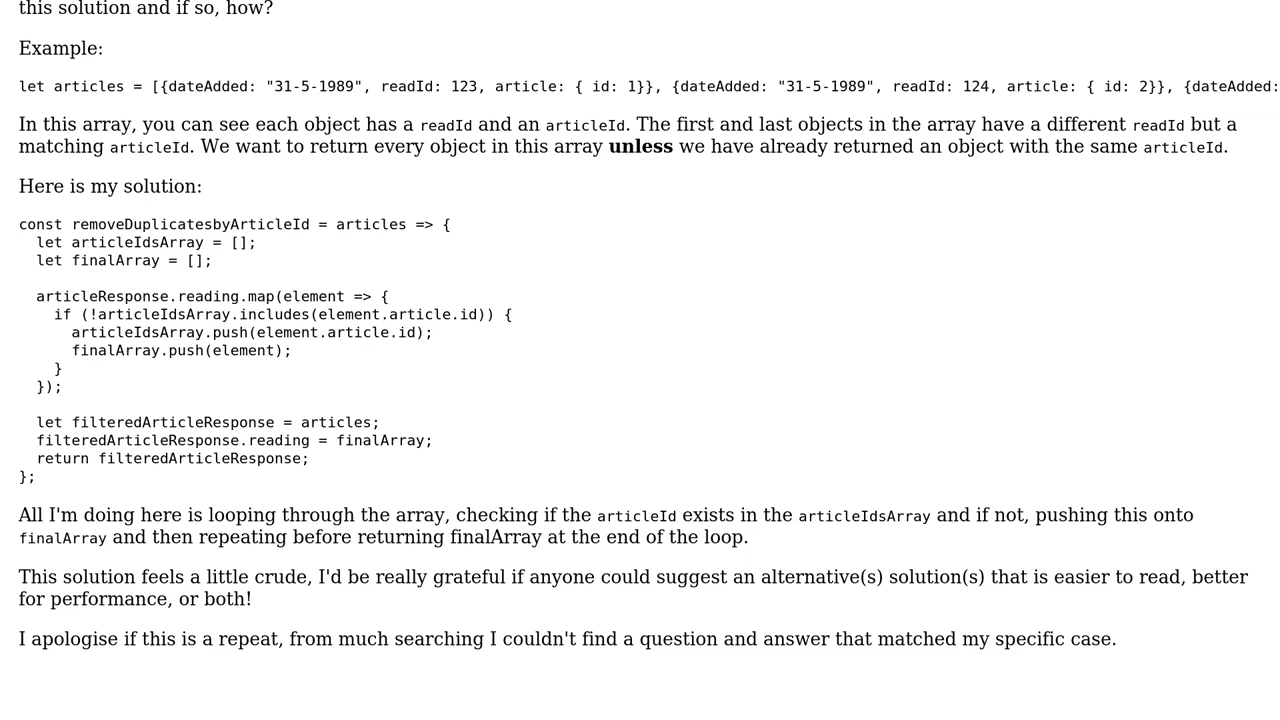 this solution and if so, how?
Example:
let articles = [{dateAdded: "31-5-1989", readId: 123, article: { id: 1}}, {dateAdded: "31-5-1989", readId: 124, article: { id: 2}}, {dateAdded:
In this array, you can see each object has a readId and an articleId. The first and last objects in the array have a different readId but a
matching articleId. We want to return every object in this array unless we have already returned an object with the same articleId.
Here is my solution:
const removeDuplicatesbyArticleId = articles => {
  let articleIdsArray = [];
  let finalArray = [];
  articleResponse.reading.map(element => {
    if (!articleIdsArray.includes(element.article.id)) {
      articleIdsArray.push(element.article.id);
      finalArray.push(element);
    }
  });
  let filteredArticleResponse = articles;
  filteredArticleResponse.reading = finalArray;
  return filteredArticleResponse;
};
All I'm doing here is looping through the array, checking if the articleId exists in the articleIdsArray and if not, pushing this onto
finalArray and then repeating before returning finalArray at the end of the loop.
This solution feels a little crude, I'd be really grateful if anyone could suggest an alternative(s) solution(s) that is easier to read, better
for performance, or both!
I apologise if this is a repeat, from much searching I couldn't find a question and answer that matched my specific case.